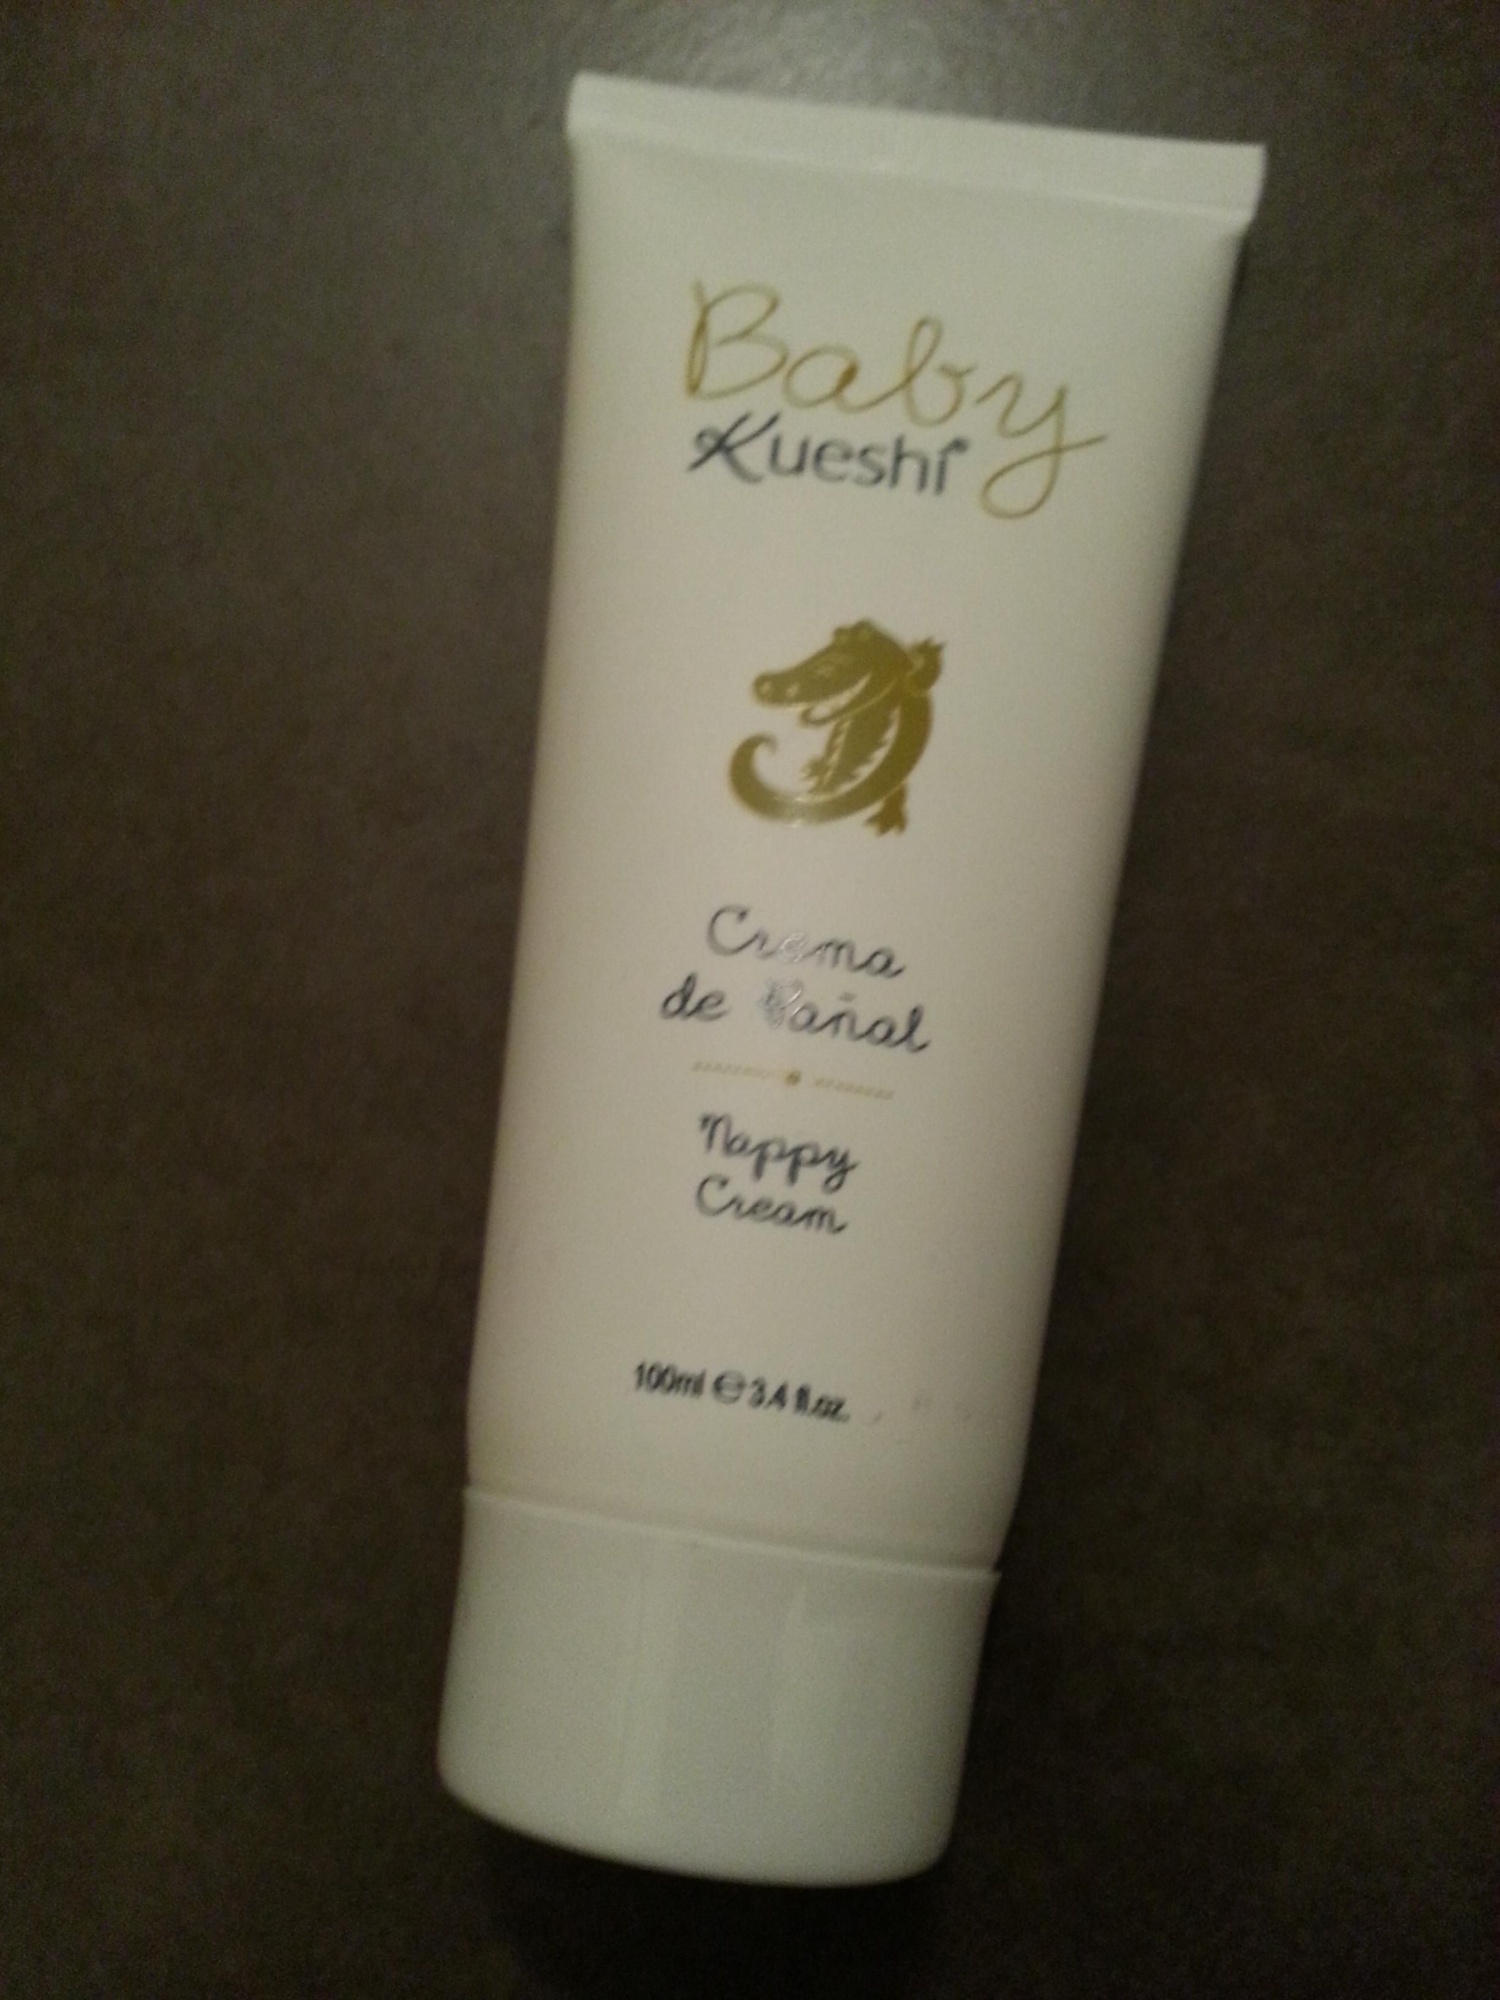 Baby
Kueshi
Crema
de Pañal
Nappy
Cream
100ml ℮ 3.4 fl.oz.